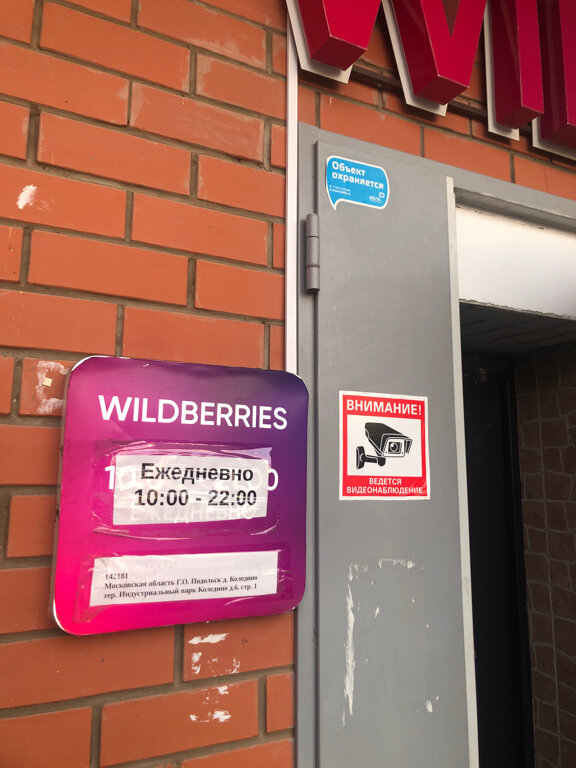 Объект
охраняется
WILDBERRIES
Ежедневно
10:00 - 22:00
ЕЖЕДНЕВНО
142181
Московская область Г.О. Подольск д. Коледино
тер. Индустриальный парк Коледино д.6, стр. 1
ВНИМАНИЕ!
ВЕДЕТСЯ
ВИДЕОНАБЛЮДЕНИЕ